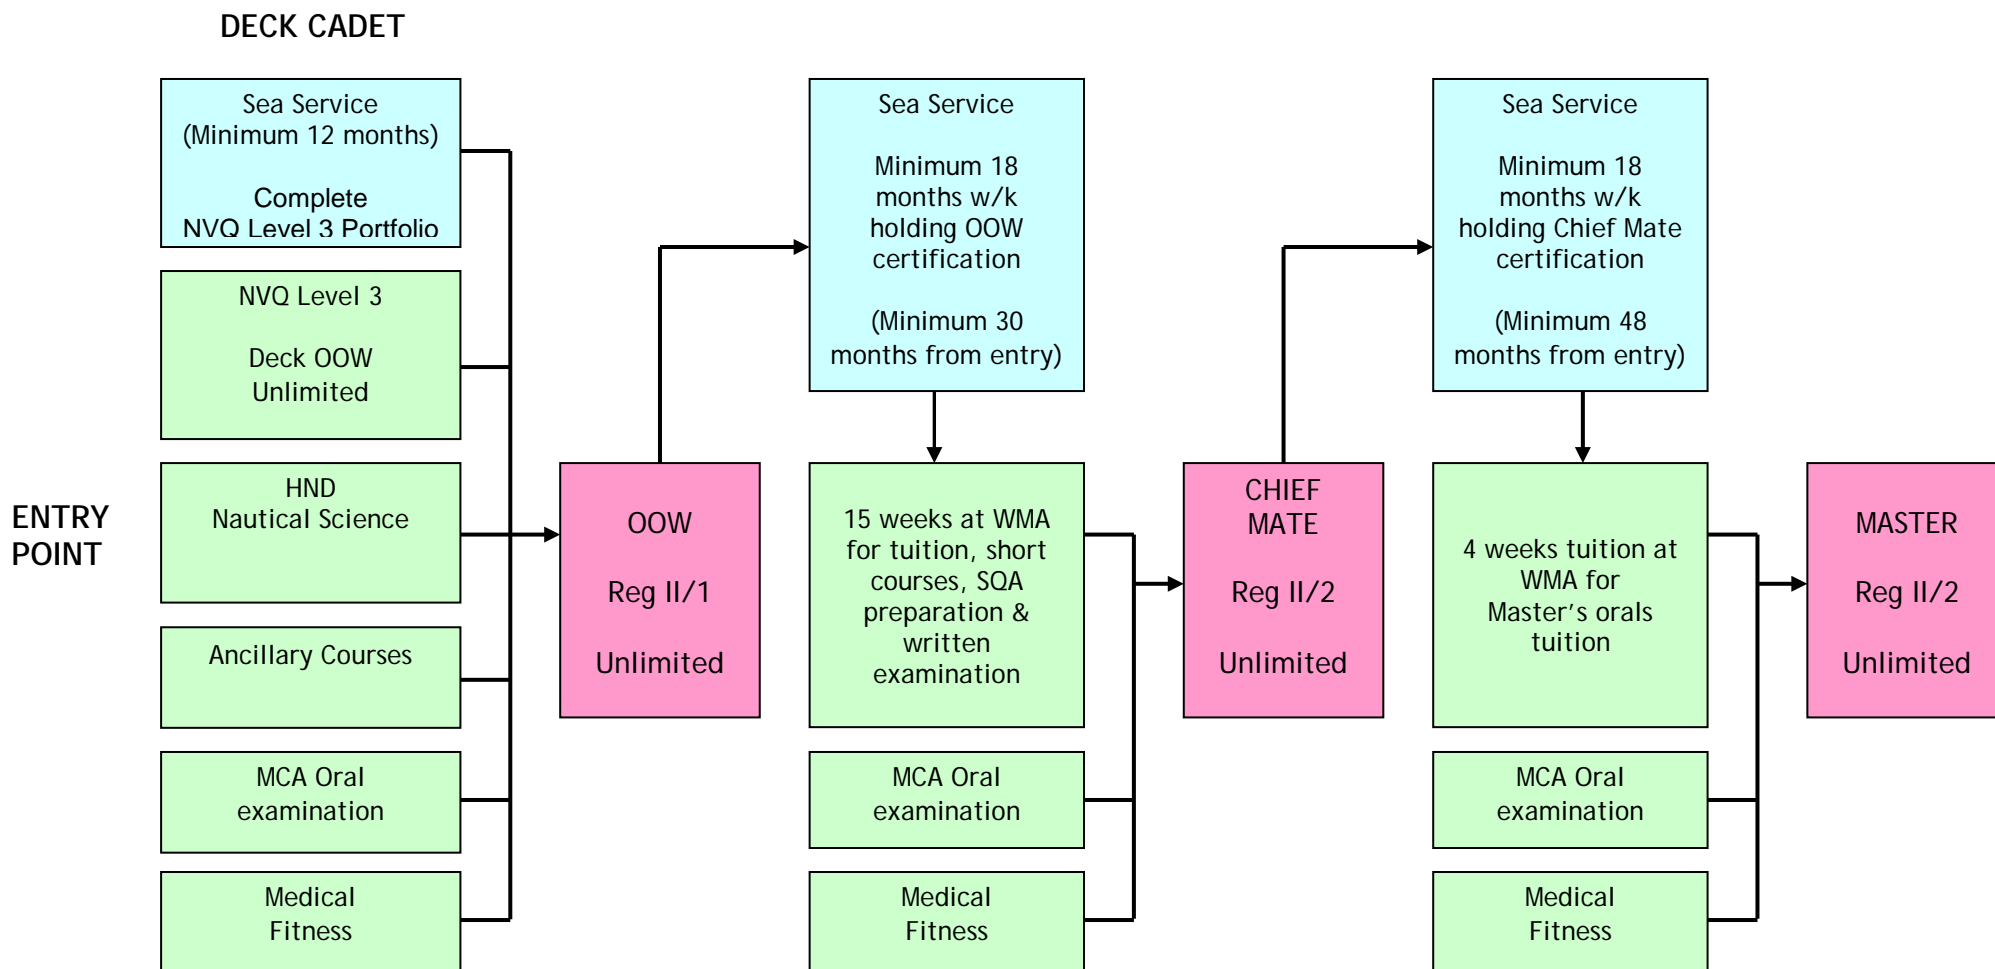 DECK CADET
ENTRY
POINT
Sea Service
(Minimum 12 months)
Complete
NVQ Level 3 Portfolio
NVQ Level 3
Deck OOW
Unlimited
HND
Nautical Science
Ancillary Courses
MCA Oral
examination
Medical
Fitness
OOW
Reg II/1
Unlimited
Sea Service
Minimum 18
months w/k
holding OOW
certification
(Minimum 30
months from entry)
15 weeks at WMA
for tuition, short
courses, SQA
preparation &
written
examination
MCA Oral
examination
Medical
Fitness
CHIEF
MATE
Reg II/2
Unlimited
Sea Service
Minimum 18
months w/k
holding Chief Mate
certification
(Minimum 48
months from entry)
4 weeks tuition at
WMA for
Master’s orals
tuition
MCA Oral
examination
Medical
Fitness
MASTER
Reg II/2
Unlimited